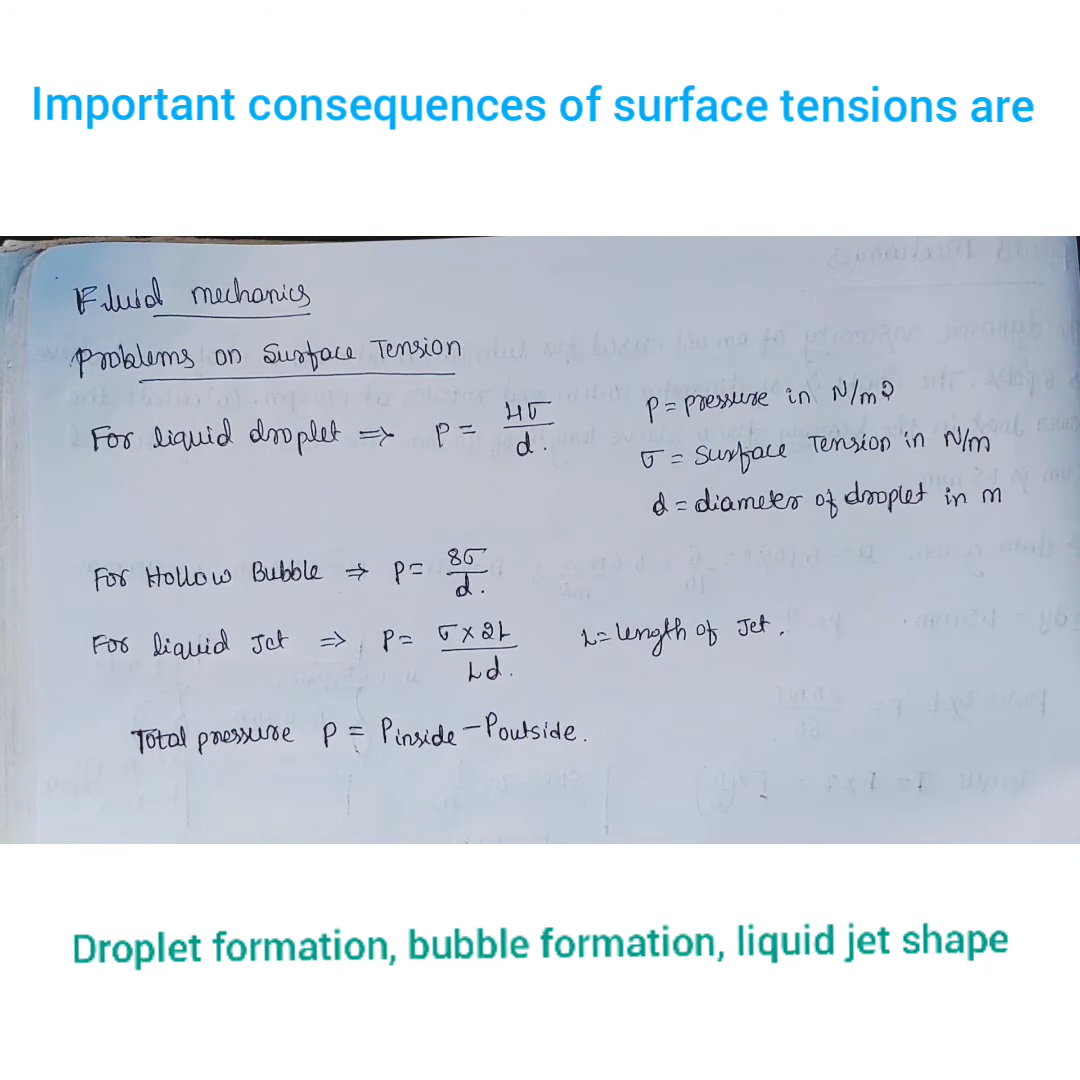 Important consequences of surface tensions are
Fluid mechanics
Problems on Surface Tension
For liquid droplet => P = 4σ/d.
P = pressure in N/m2
σ = Surface Tension in N/m
d = diameter of droplet in m
For Hollow Bubble => P = 8σ/d.
For liquid Jet => P = σ×2L/Ld. L = length of Jet.
Total pressure P = Pinside – Poutside.
Droplet formation, bubble formation, liquid jet shape